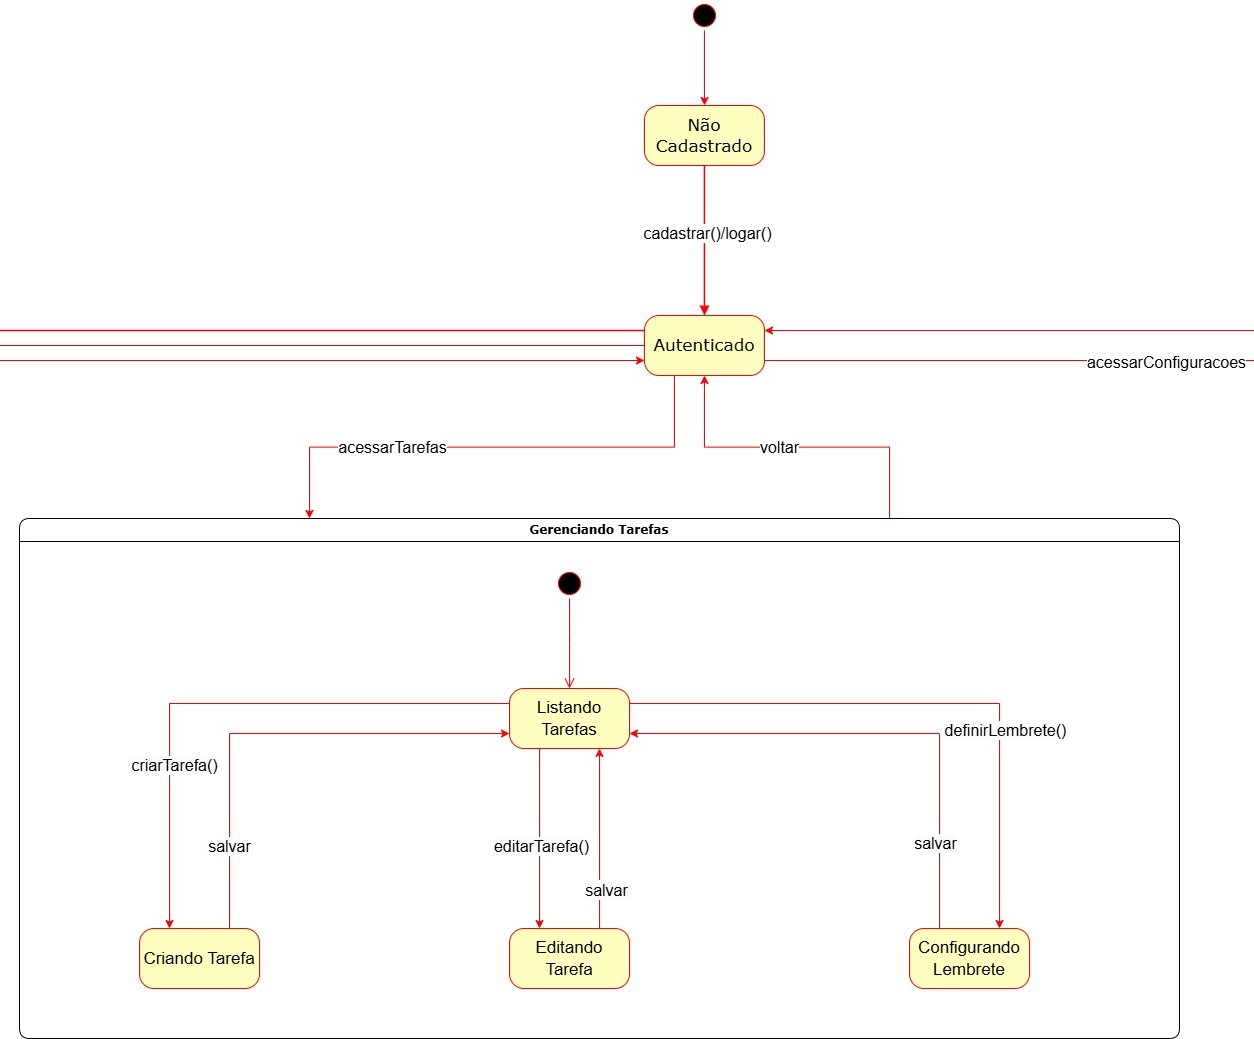 Não
Cadastrado
cadastrar()/logar()
Autenticado
acessarConfiguracoes
acessarTarefas
voltar
Gerenciando Tarefas
Listando
Tarefas
definirLembrete()
criarTarefa()
salvar
editarTarefa()
salvar
salvar
Criando Tarefa
Editando
Tarefa
Configurando
Lembrete